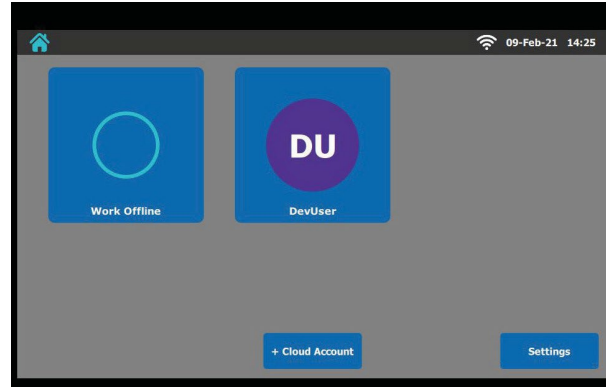 09-Feb-21 14:25
DU
Work Offline
DevUser
+ Cloud Account
Settings